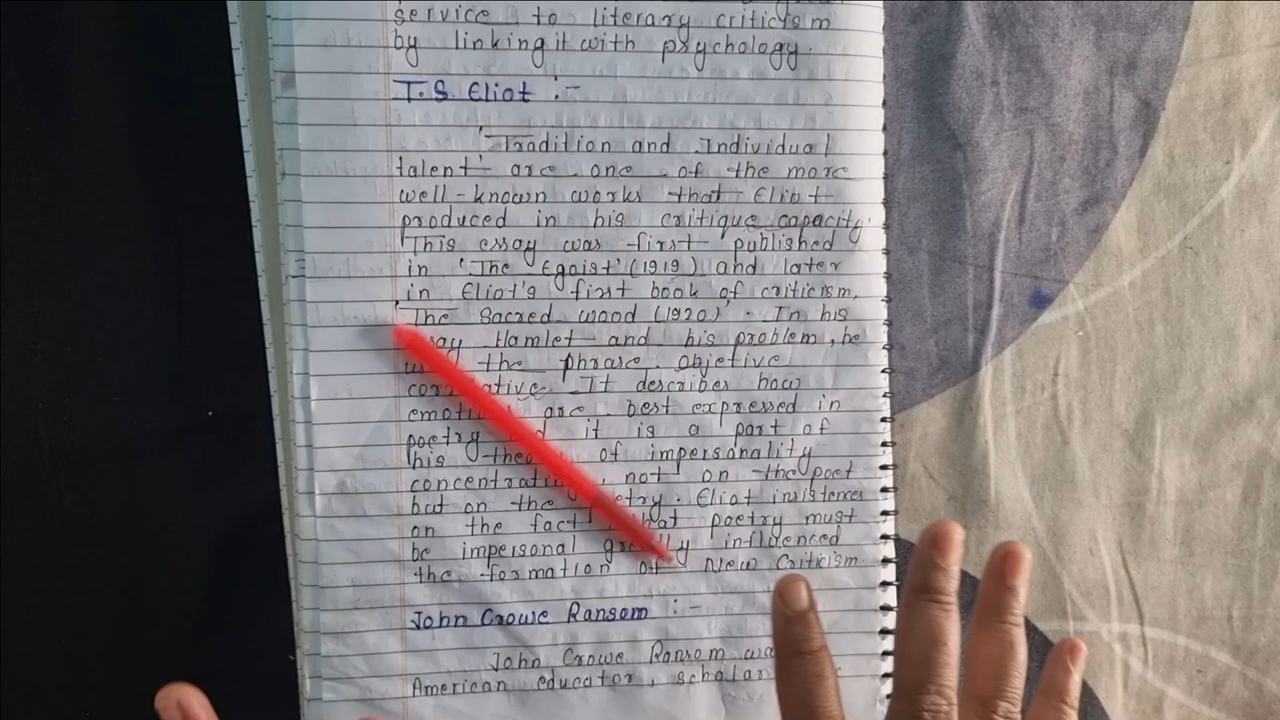 service to literary criticism
by linking it with psychology.
T. S. Eliot :-
'Tradition and Individual
talent' are one of the more
well-known works that Eliot
produced in his critique capacity.
This essay was first published
in 'The Egoist' (1919) and later
in Eliot's first book of criticism,
'The Sacred wood (1920)'. In his
Hamlet and his problem, he
the phrase objetive
It describes how
are best expressed in
poetry it is a part of
his of impersonality
not on the poet
but on the Eliot insistences
on the fact that poetry must
be impersonal influenced
the formation of New Criticism.
John Crowe Ransom :-
John Crowe Ransom
American educator, scholar